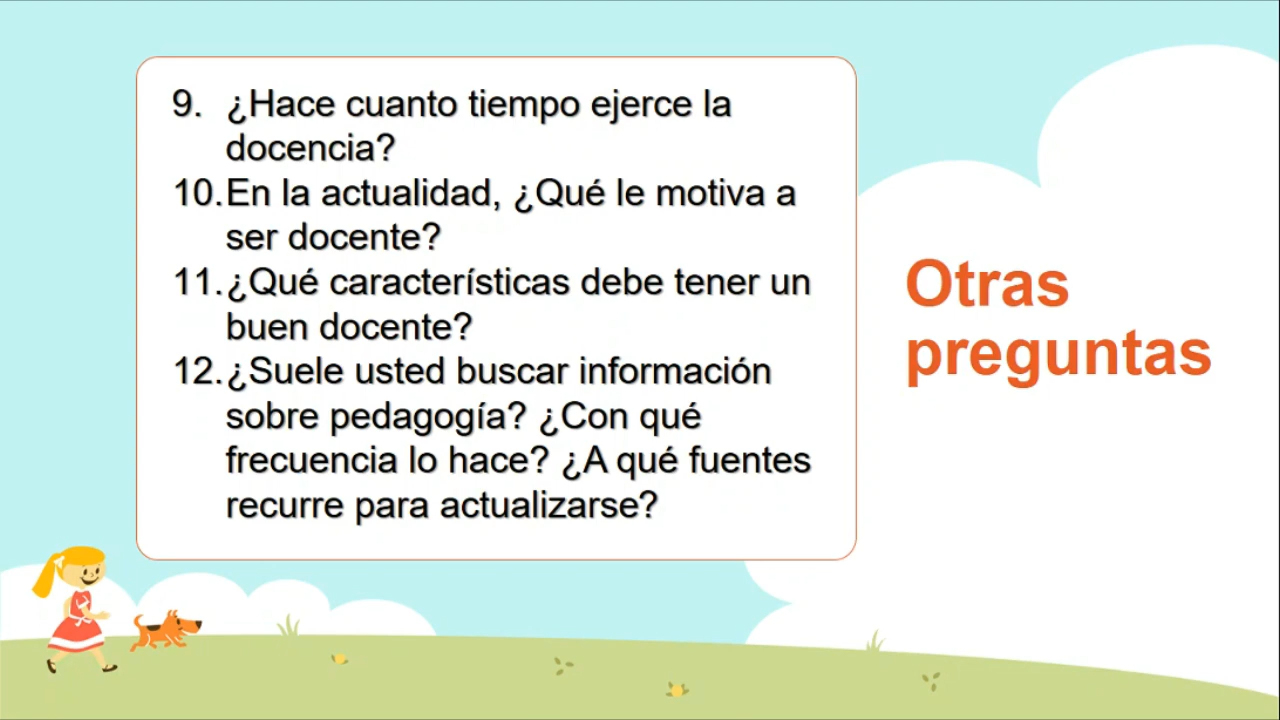 9. ¿Hace cuanto tiempo ejerce la
docencia?
10. En la actualidad, ¿Qué le motiva a
ser docente?
11. ¿Qué características debe tener un
buen docente?
12. ¿Suele usted buscar información
sobre pedagogía? ¿Con qué
frecuencia lo hace? ¿A qué fuentes
recurre para actualizarse?
Otras
preguntas